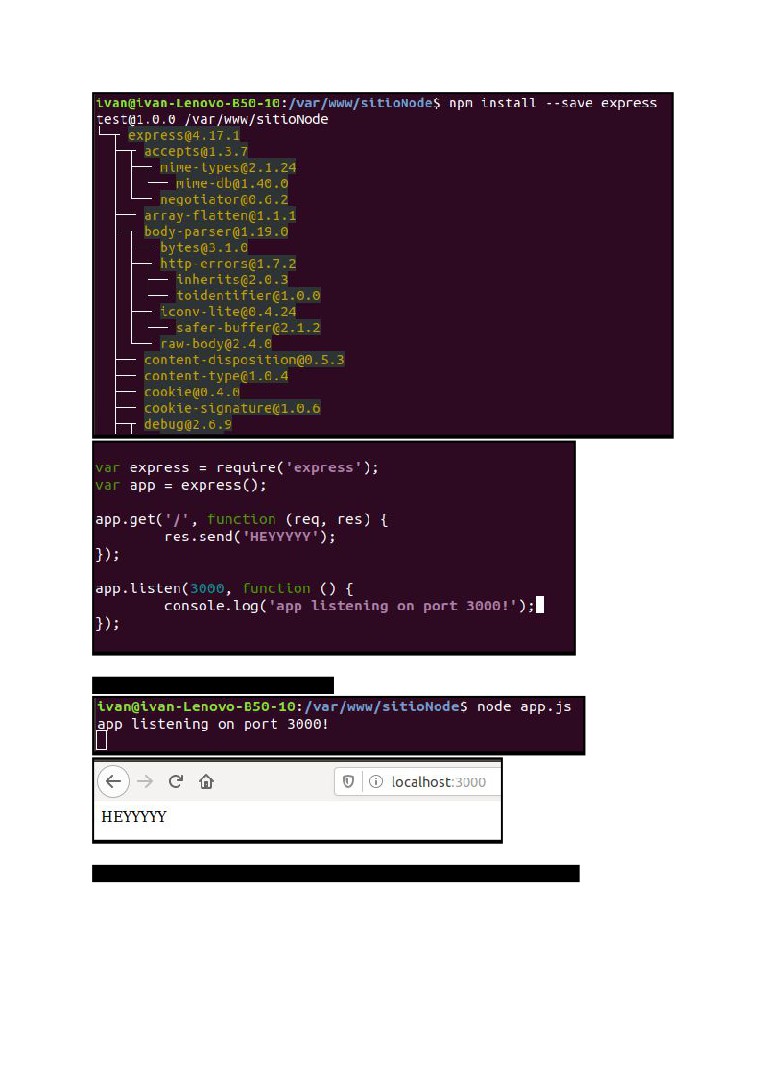 ivan@ivan-Lenovo-B50-10:/var/www/sitioNode$ npm install --save express
test@1.0.0 /var/www/sitioNode
express@4.17.1
accepts@1.3.7
mime-types@2.1.24
mime-db@1.40.0
negotiator@0.6.2
array-flatten@1.1.1
body-parser@1.19.0
bytes@3.1.0
http-errors@1.7.2
inherits@2.0.3
toidentifier@1.0.0
iconv-lite@0.4.24
safer-buffer@2.1.2
raw-body@2.4.0
content-disposition@0.5.3
content-type@1.0.4
cookie@0.4.0
cookie-signature@1.0.6
debug@2.6.9
var express = require('express');
var app = express();
app.get('/', function (req, res) {
res.send('HEYYYYY');
});
app.listen(3000, function () {
console.log('app listening on port 3000!');
});
ivan@ivan-Lenovo-B50-10:/var/www/sitioNode$ node app.js
app listening on port 3000!
localhost:3000
HEYYYYY